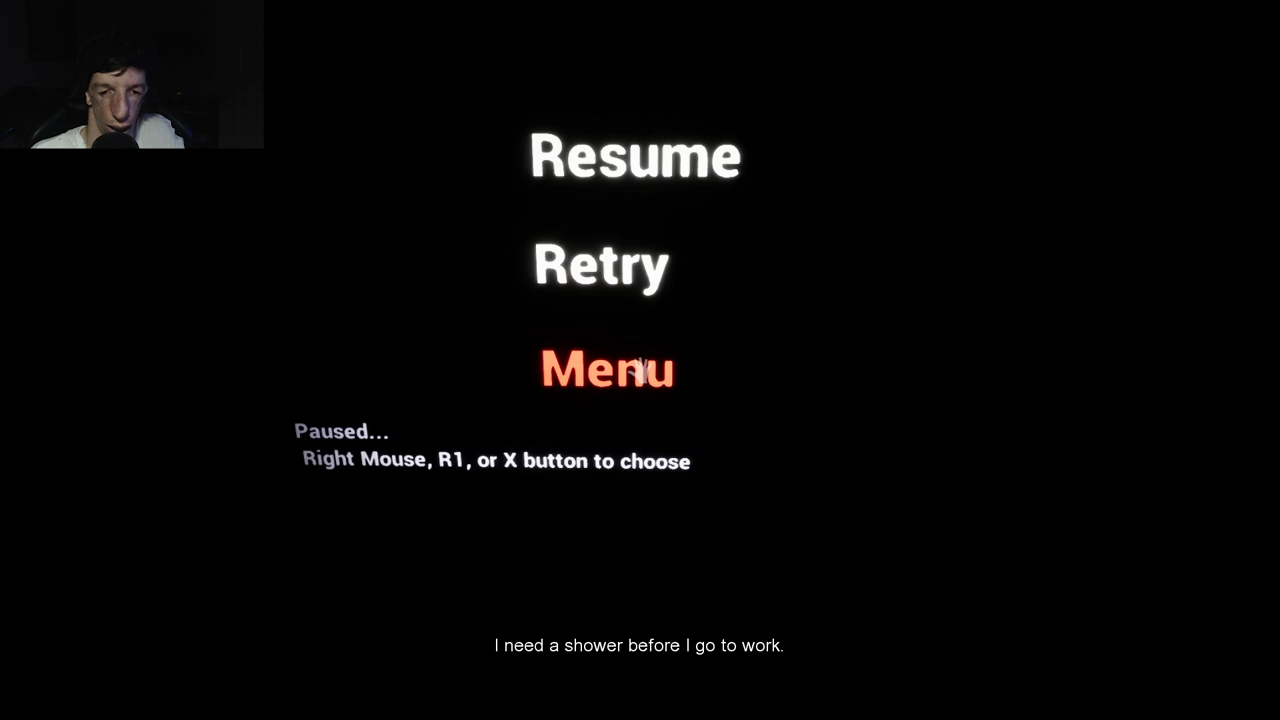 Resume
Retry
Menu
Paused...
Right Mouse, R1, or X button to choose
I need a shower before I go to work.